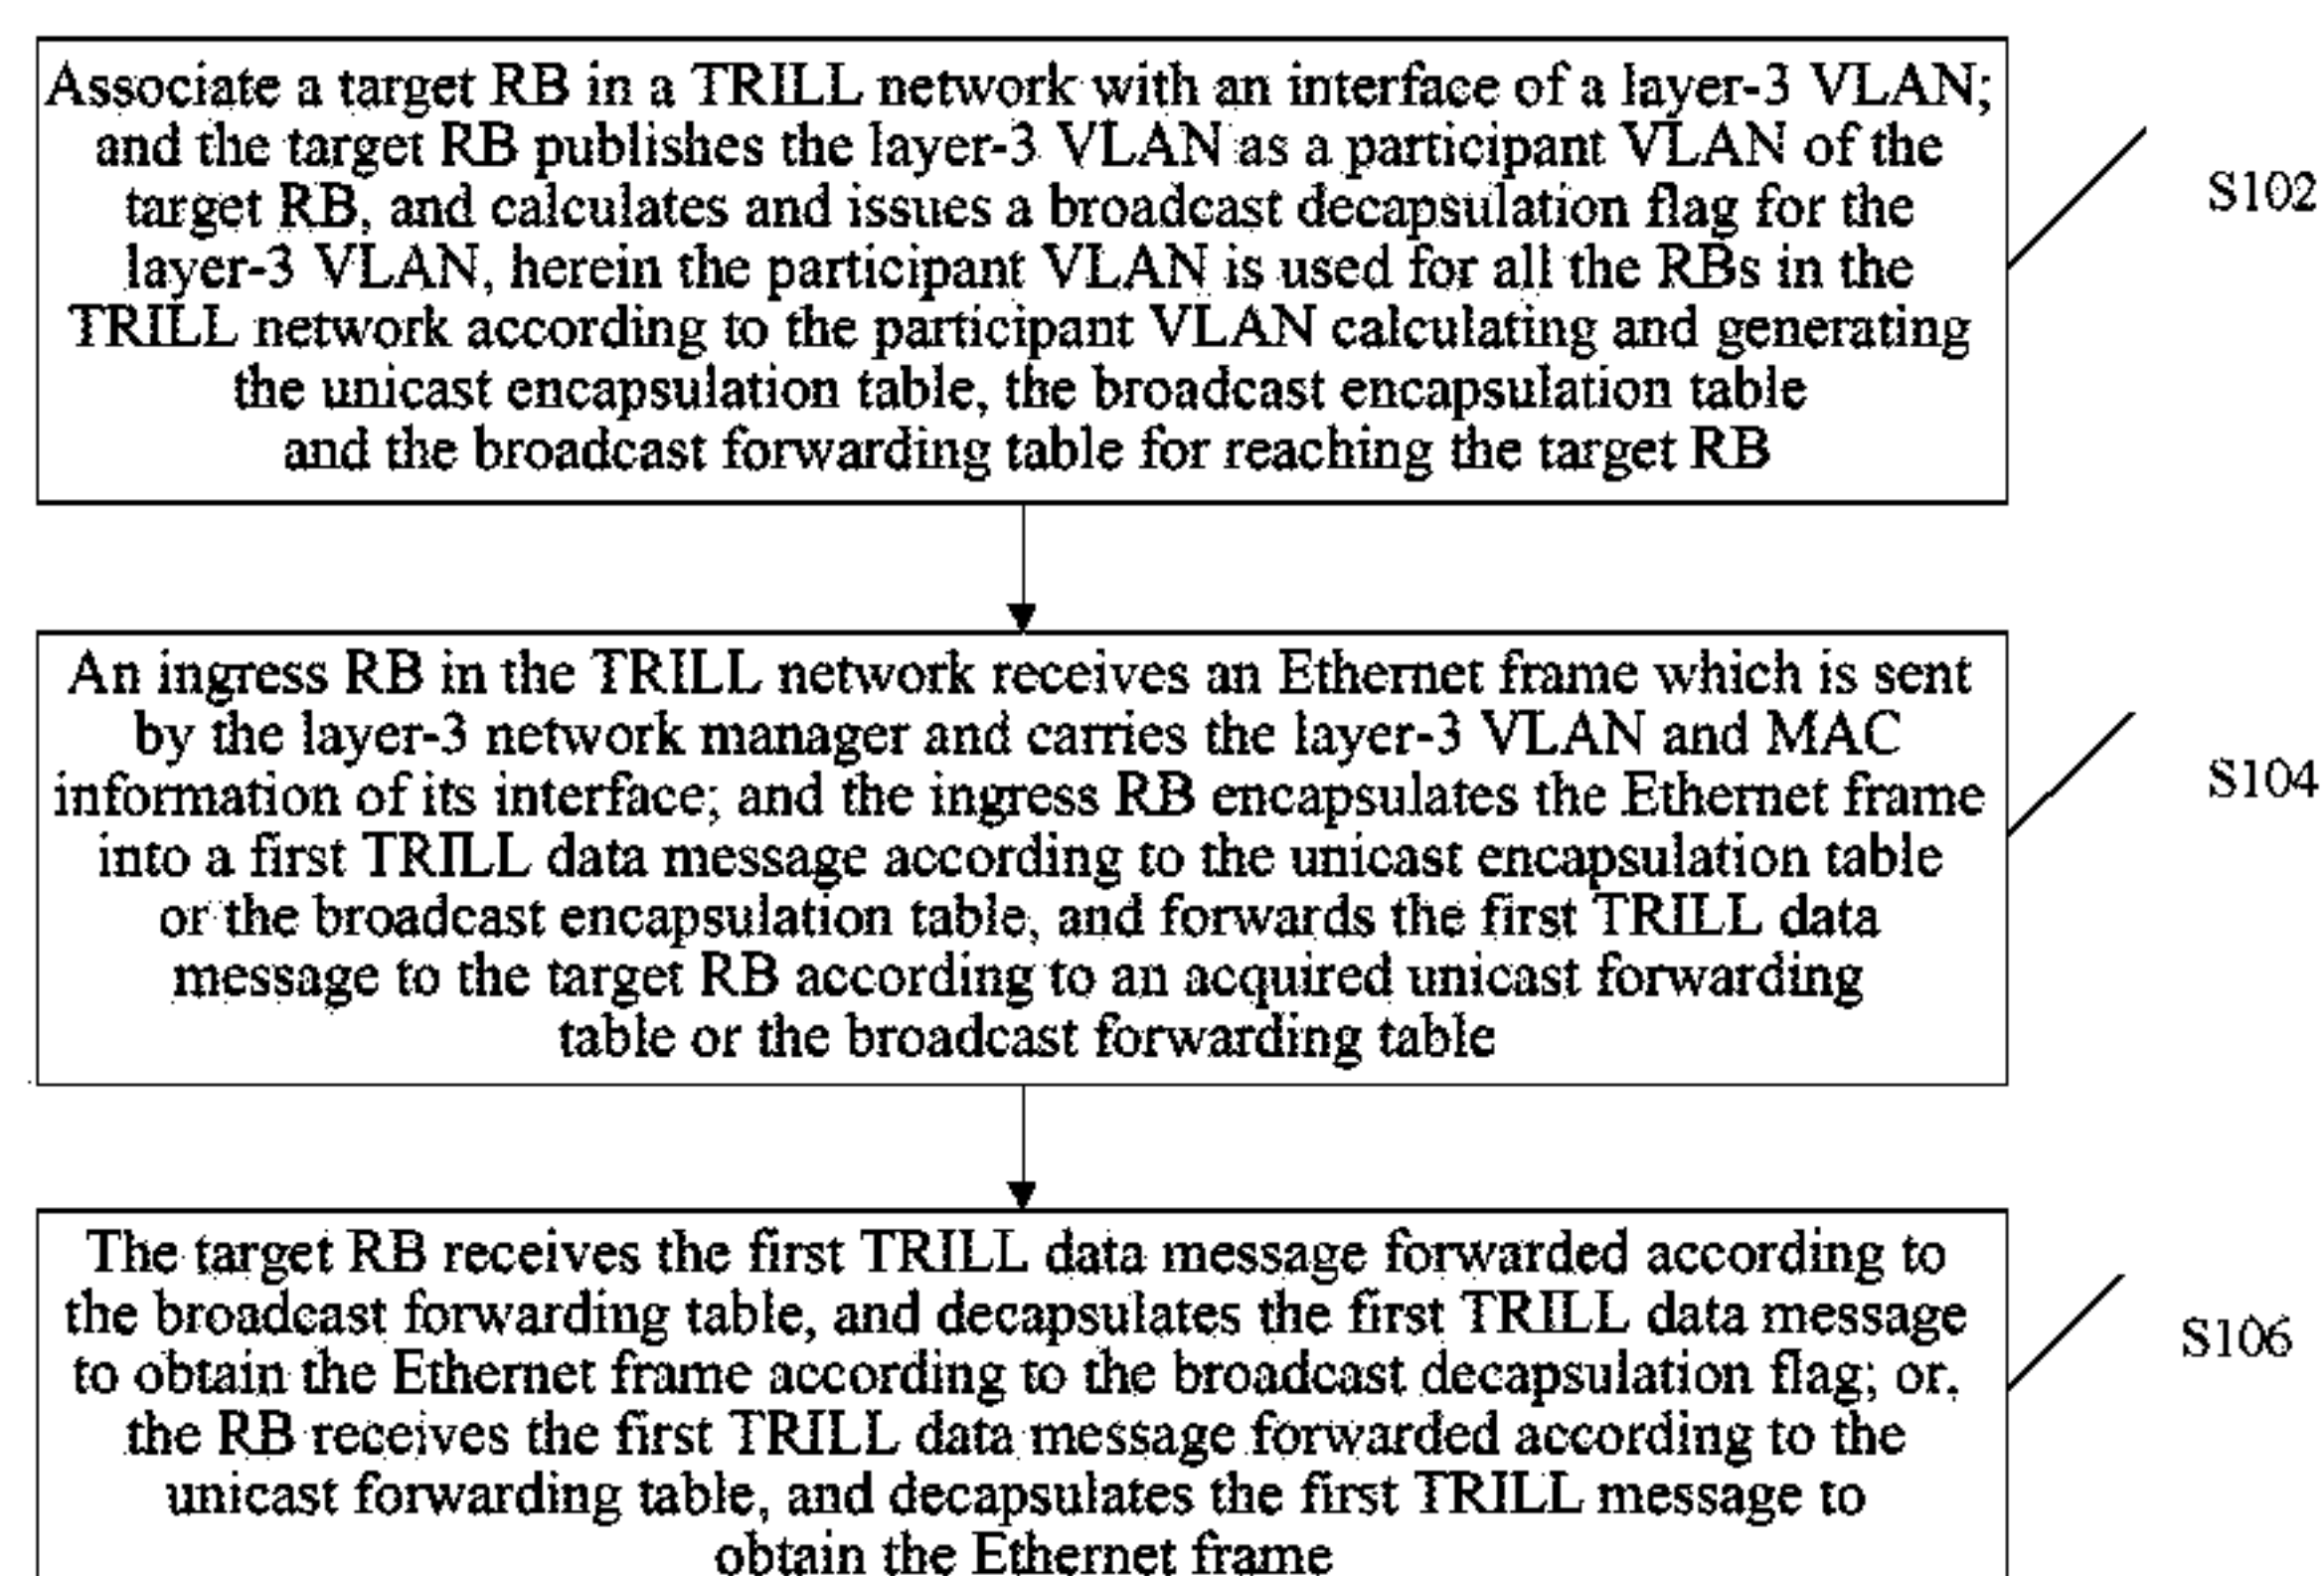 Associate a target RB in a TRILL network with an interface of a layer-3 VLAN;
and the target RB publishes the layer-3 VLAN as a participant VLAN of the
target RB, and calculates and issues a broadcast decapsulation flag for the
layer-3 VLAN, herein the participant VLAN is used for all the RBs in the
TRILL network according to the participant VLAN calculating and generating
the unicast encapsulation table, the broadcast encapsulation table
and the broadcast forwarding table for reaching the target RB
S102
An ingress RB in the TRILL network receives an Ethernet frame which is sent
by the layer-3 network manager and carries the layer-3 VLAN and MAC
information of its interface; and the ingress RB encapsulates the Ethernet frame
into a first TRILL data message according to the unicast encapsulation table
or the broadcast encapsulation table, and forwards the first TRILL data
message to the target RB according to an acquired unicast forwarding
table or the broadcast forwarding table
S104
The target RB receives the first TRILL data message forwarded according to
the broadcast forwarding table, and decapsulates the first TRILL data message
to obtain the Ethernet frame according to the broadcast decapsulation flag; or,
the RB receives the first TRILL data message forwarded according to the
unicast forwarding table, and decapsulates the first TRILL message to
obtain the Ethernet frame
S106